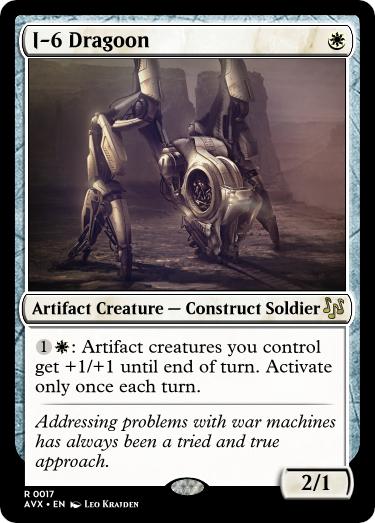 I-6 Dragoon
Artifact Creature — Construct Soldier
1 : Artifact creatures you control
get +1/+1 until end of turn. Activate
only once each turn.
Addressing problems with war machines
has always been a tried and true
approach.
2/1
R 0017
AVX • EN Leo Krajden